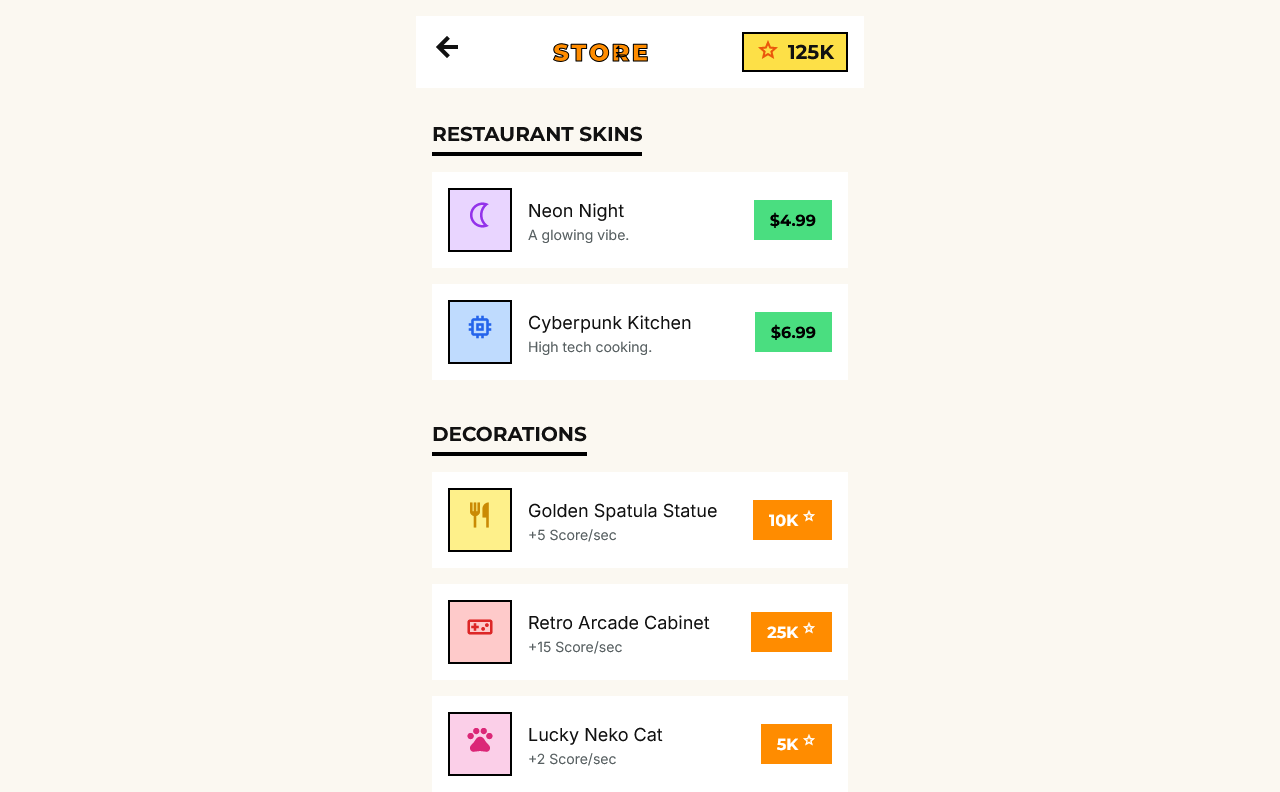 STORE
125K
RESTAURANT SKINS
Neon Night
A glowing vibe.
$4.99
Cyberpunk Kitchen
High tech cooking.
$6.99
DECORATIONS
Golden Spatula Statue
+5 Score/sec
10K
Retro Arcade Cabinet
+15 Score/sec
25K
Lucky Neko Cat
+2 Score/sec
5K